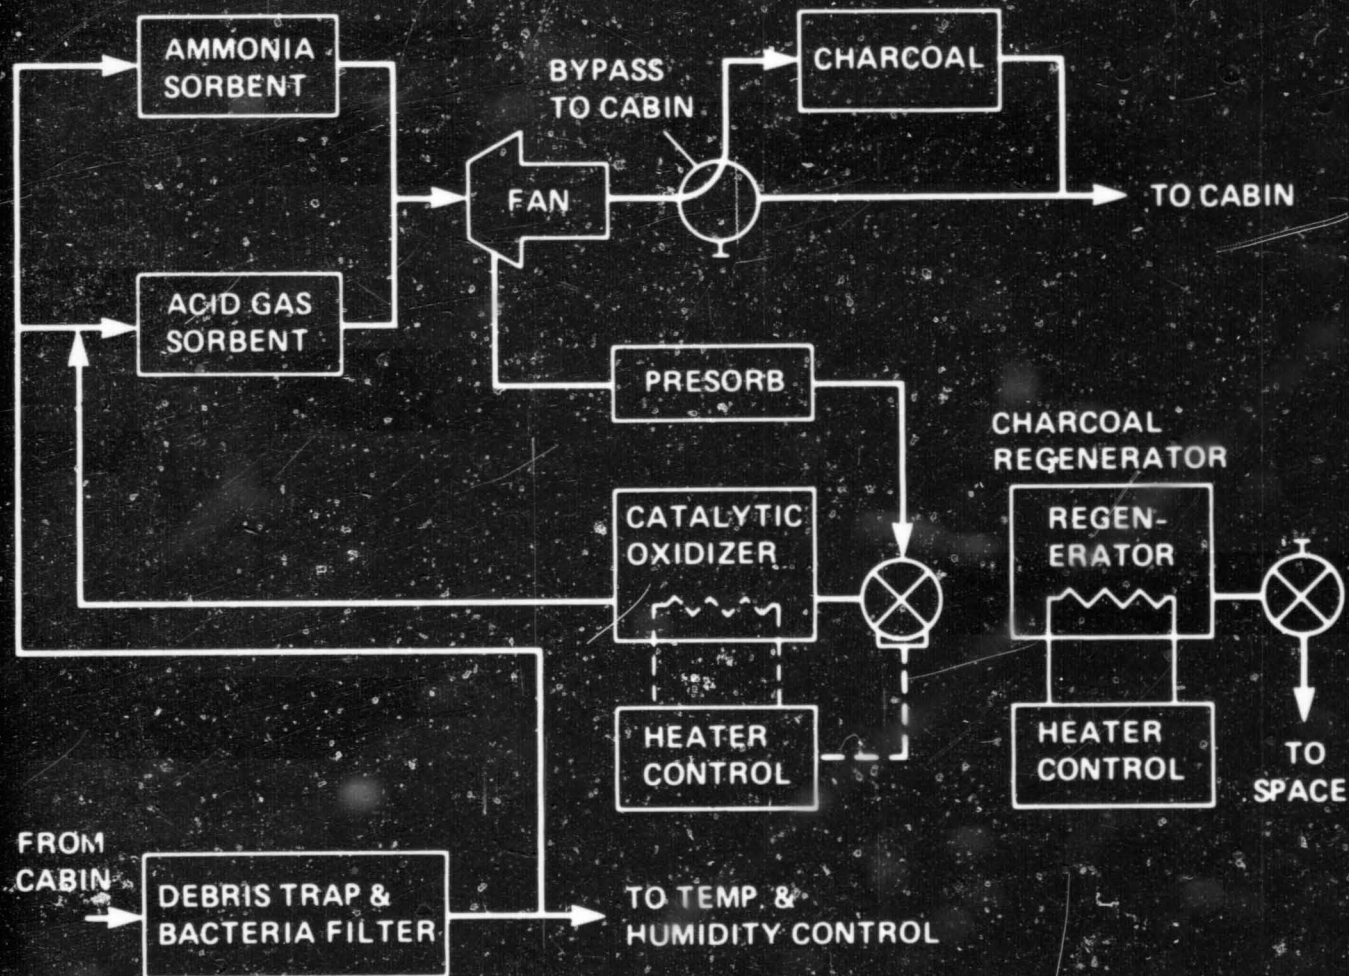 AMMONIA
SORBENT
BYPASS
TO CABIN
CHARCOAL
FAN
TO CABIN
ACID GAS
SORBENT
PRESORB
CHARCOAL
REGENERATOR
CATALYTIC
OXIDIZER
REGEN-
ERATOR
HEATER
CONTROL
HEATER
CONTROL
TO
SPACE
FROM
CABIN
DEBRIS TRAP &
BACTERIA FILTER
TO TEMP. &
HUMIDITY CONTROL